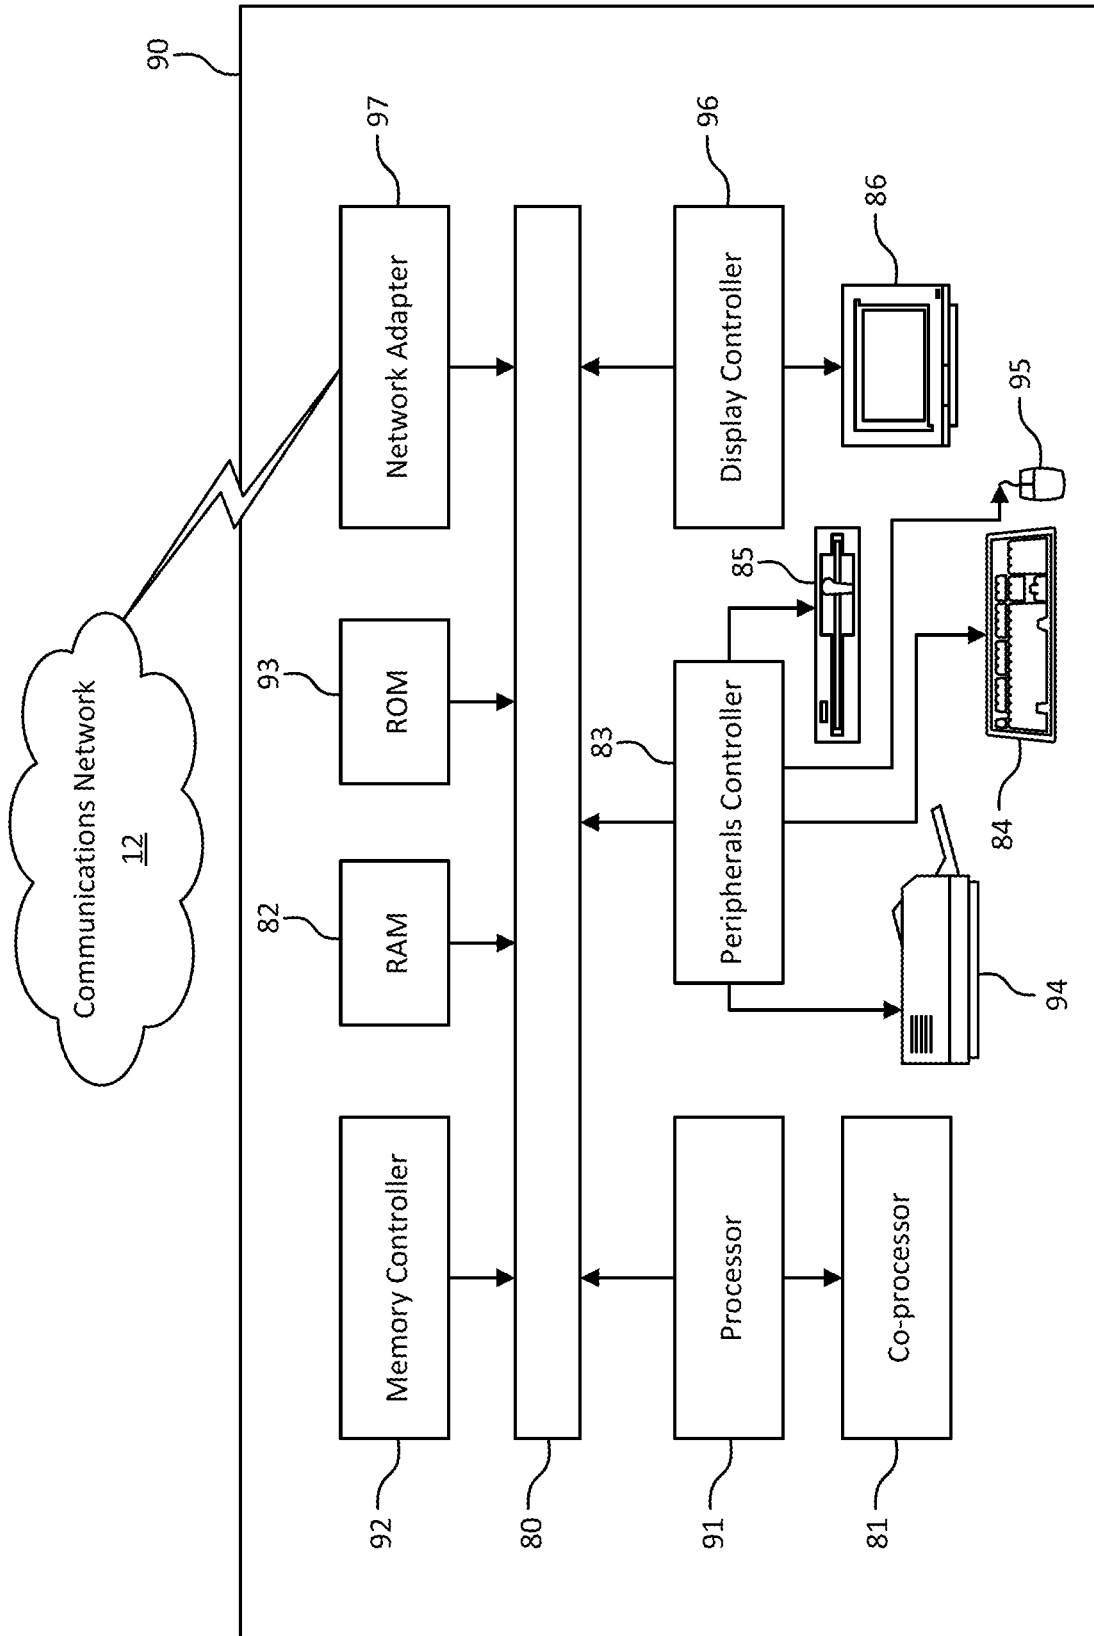 Communications Network
12
90
Memory Controller
92
RAM
82
ROM
93
Network Adapter
97
80
Processor
91
Peripherals Controller
83
Display Controller
96
Co-processor
81
94
84
85
95
86